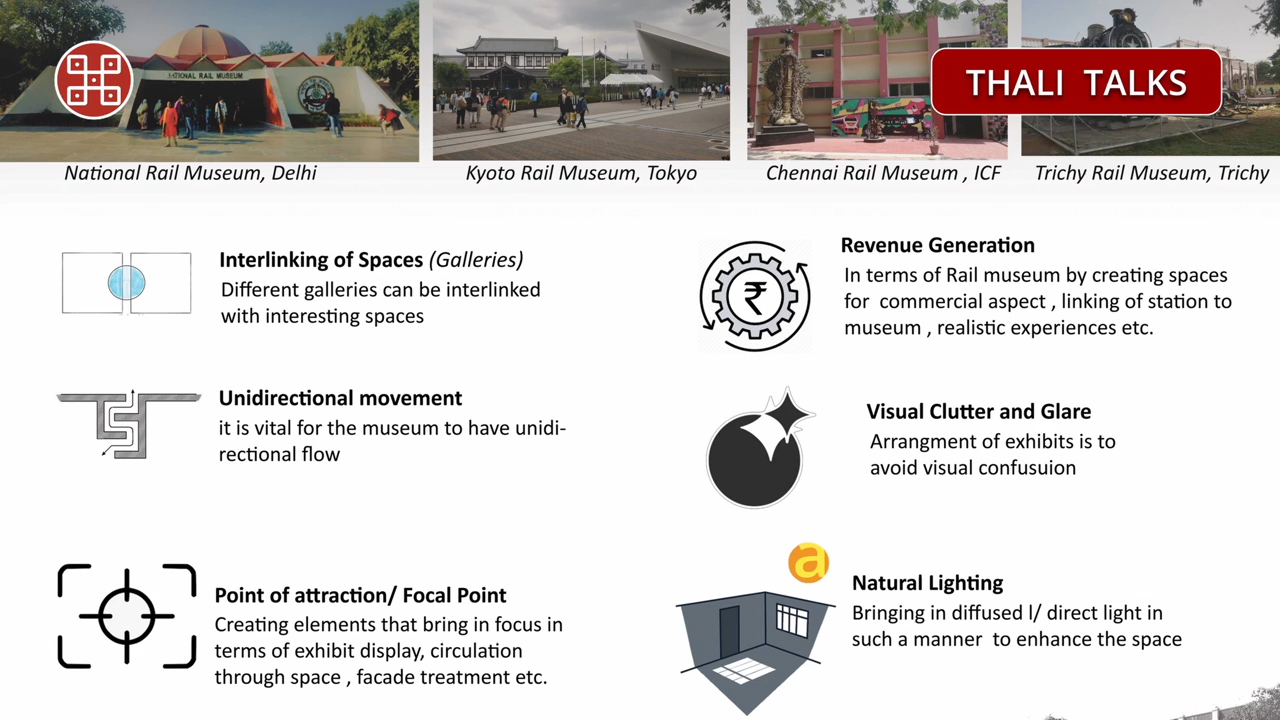 NATIONAL RAIL MUSEUM
THALI TALKS
National Rail Museum, Delhi
Kyoto Rail Museum, Tokyo
Chennai Rail Museum , ICF
Trichy Rail Museum, Trichy
Interlinking of Spaces (Galleries)
Different galleries can be interlinked
with interesting spaces
Unidirectional movement
it is vital for the museum to have unidi-
rectional flow
Point of attraction/ Focal Point
Creating elements that bring in focus in
terms of exhibit display, circulation
through space , facade treatment etc.
₹
Revenue Generation
In terms of Rail museum by creating spaces
for commercial aspect , linking of station to
museum , realistic experiences etc.
Visual Clutter and Glare
Arrangment of exhibits is to
avoid visual confusuion
a
Natural Lighting
Bringing in diffused l/ direct light in
such a manner to enhance the space